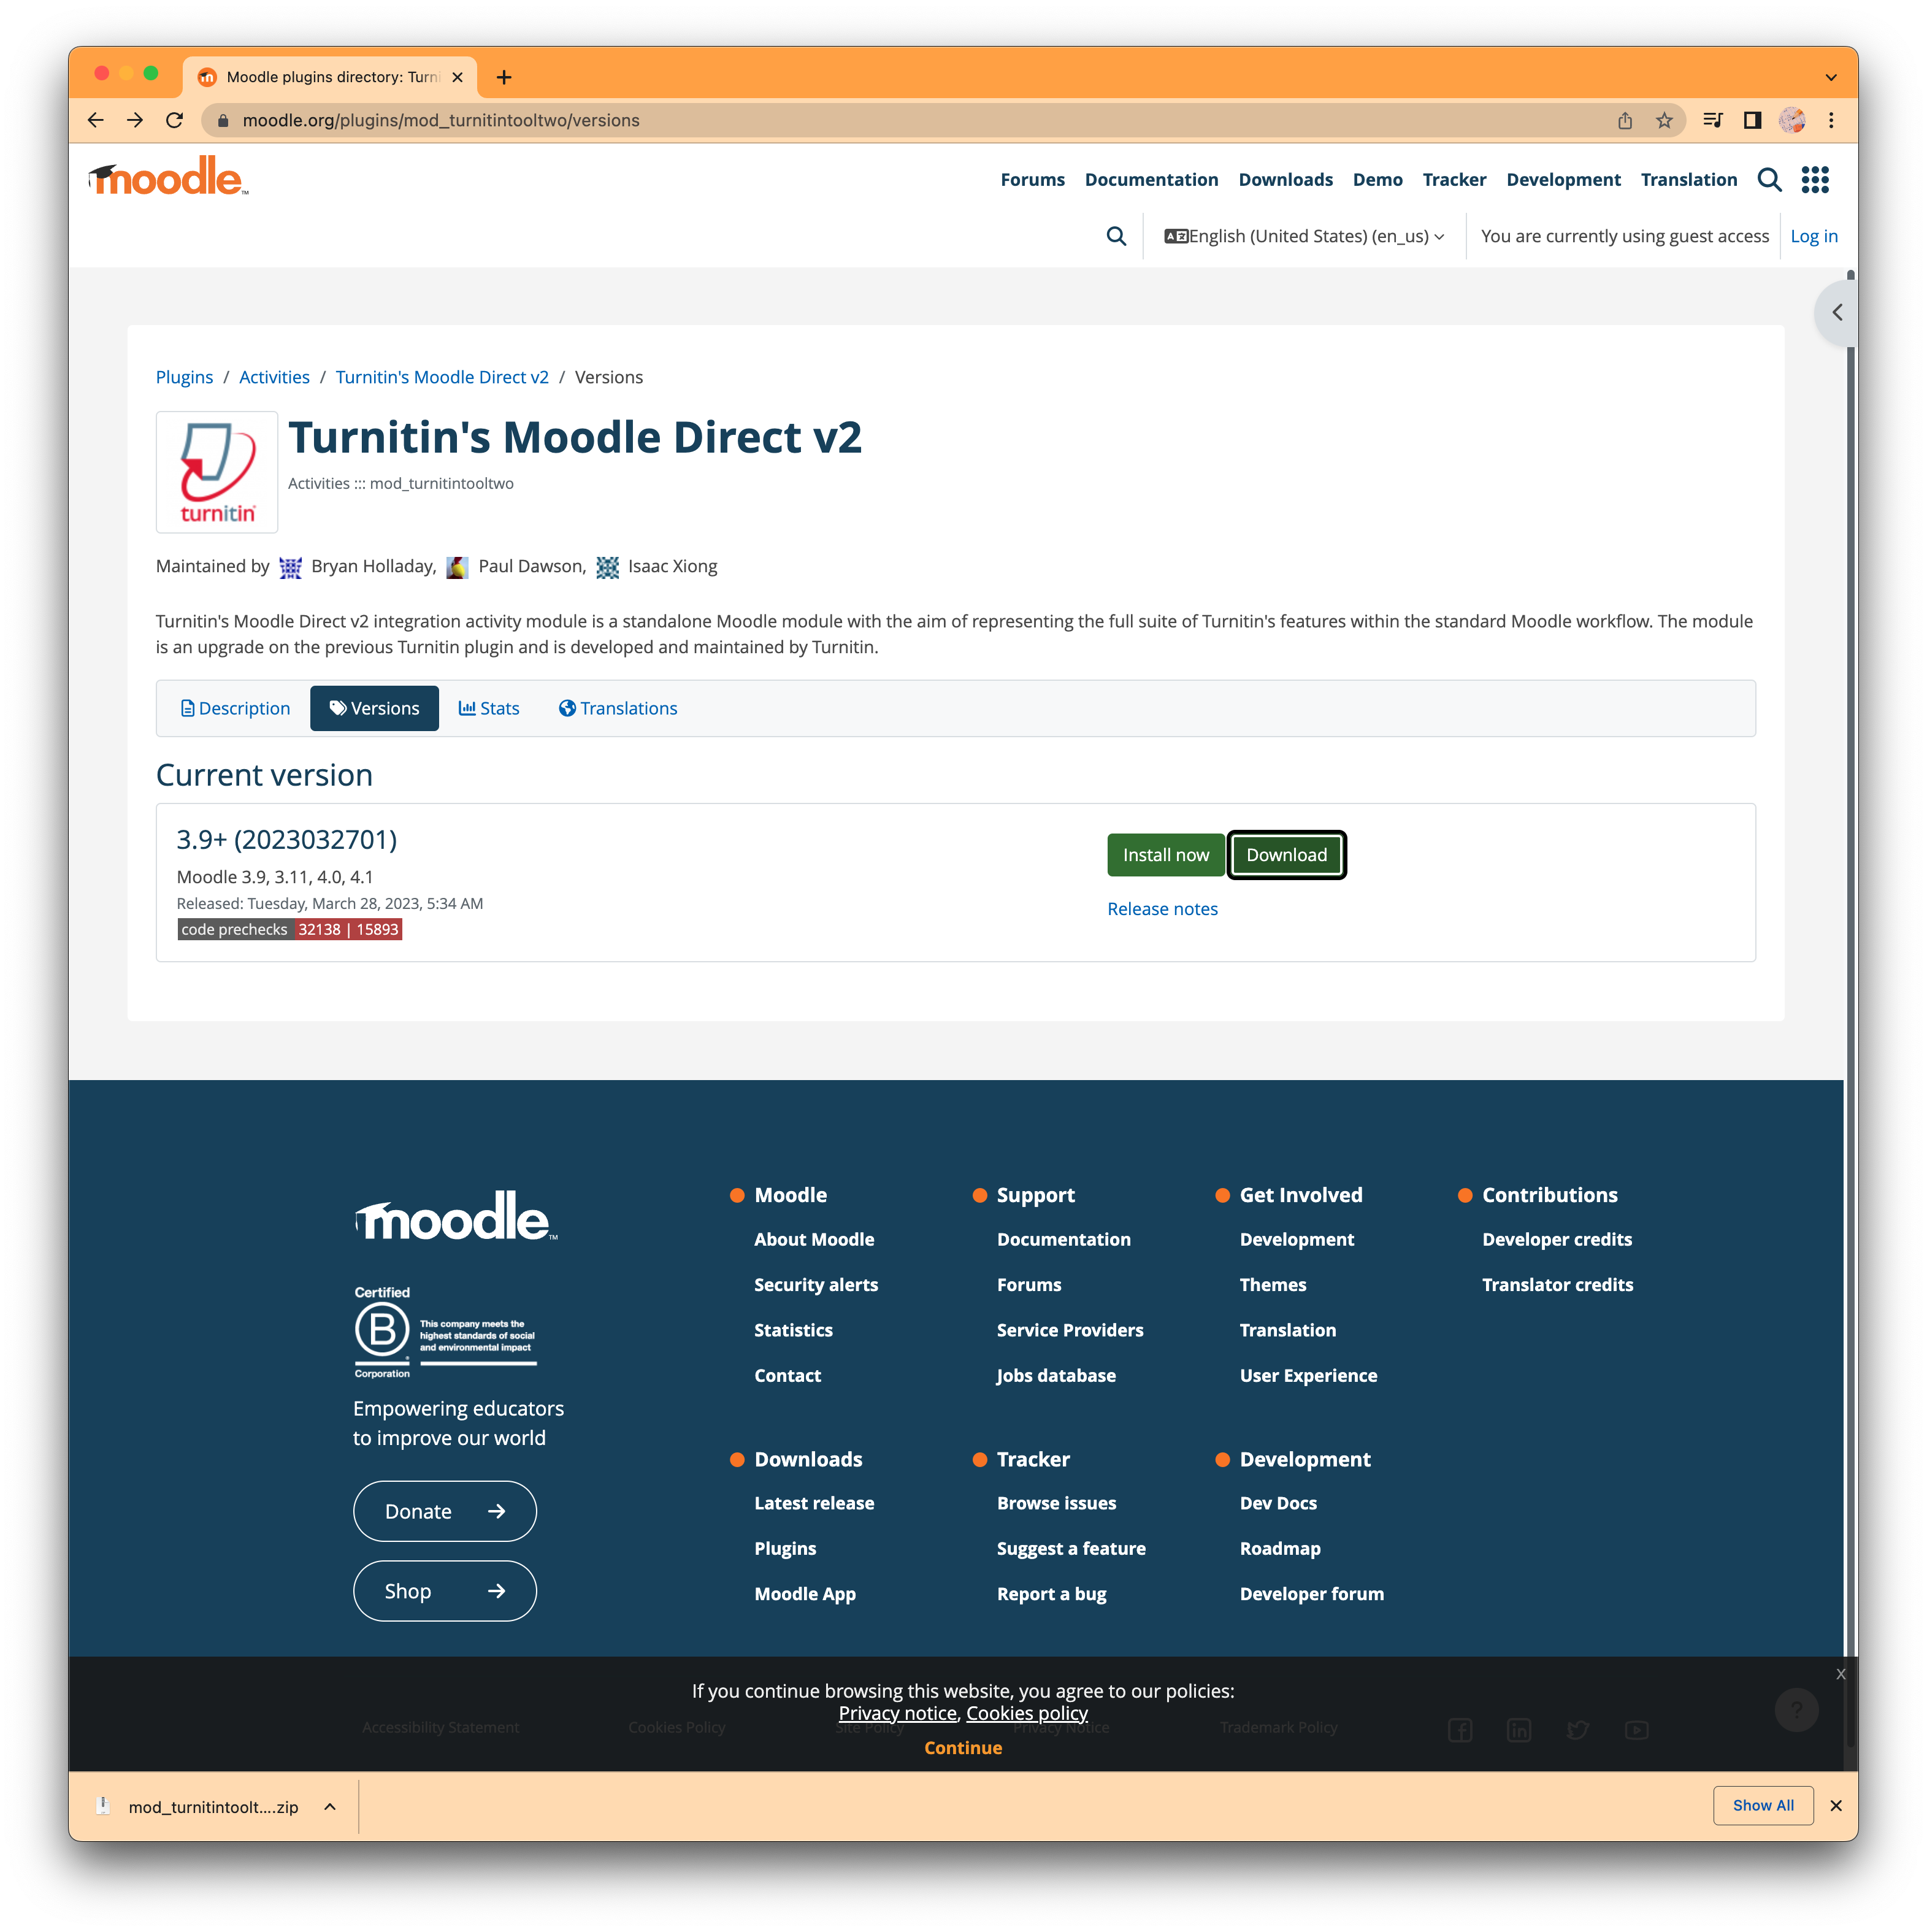 Moodle plugins directory: Turni
moodle.org/plugins/mod_turnitintooltwo/versions
moodle™
Forums Documentation Downloads Demo Tracker Development Translation
English (United States) (en_us) You are currently using guest access Log in
Plugins / Activities / Turnitin's Moodle Direct v2 / Versions
turnitin
Turnitin's Moodle Direct v2
Activities ::: mod_turnitintooltwo
Maintained by Bryan Holladay, Paul Dawson, Isaac Xiong
Turnitin's Moodle Direct v2 integration activity module is a standalone Moodle module with the aim of representing the full suite of Turnitin's features within the standard Moodle workflow. The module
is an upgrade on the previous Turnitin plugin and is developed and maintained by Turnitin.
Description Versions Stats Translations
Current version
3.9+ (2023032701)
Moodle 3.9, 3.11, 4.0, 4.1
Released: Tuesday, March 28, 2023, 5:34 AM
code prechecks 32138 | 15893
Install now Download
Release notes
moodle™
Certified
B
Corporation
This company meets the
highest standards of social
and environmental impact
Empowering educators
to improve our world
Donate
Shop
Moodle
About Moodle
Security alerts
Statistics
Contact
Support
Documentation
Forums
Service Providers
Jobs database
Get Involved
Development
Themes
Translation
User Experience
Contributions
Developer credits
Translator credits
Downloads
Latest release
Plugins
Moodle App
Tracker
Browse issues
Suggest a feature
Report a bug
Development
Dev Docs
Roadmap
Developer forum
x
If you continue browsing this website, you agree to our policies:
Privacy notice, Cookies policy
Continue
Accessibility Statement Cookies Policy Site Policy Privacy Notice Trademark Policy
?
mod_turnitintoolt....zip
Show All